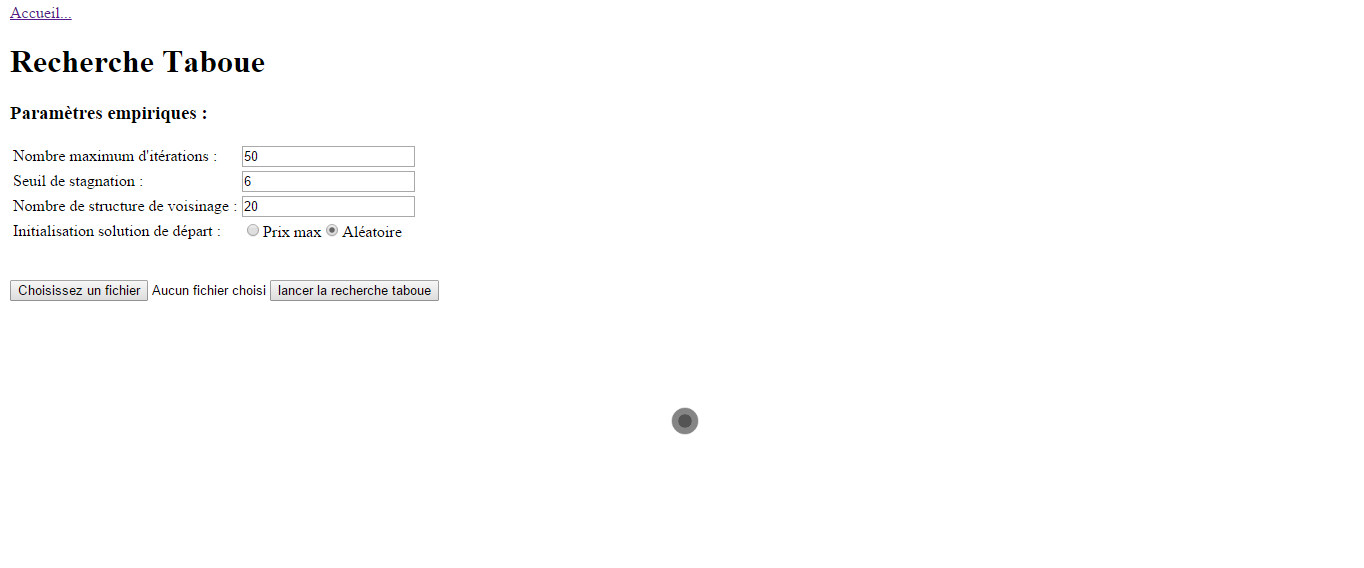 Accueil...
Recherche Taboue
Paramètres empiriques :
Nombre maximum d'itérations : 50
Seuil de stagnation : 6
Nombre de structure de voisinage : 20
Initialisation solution de départ : Prix max Aléatoire
Choisissez un fichier Aucun fichier choisi lancer la recherche taboue